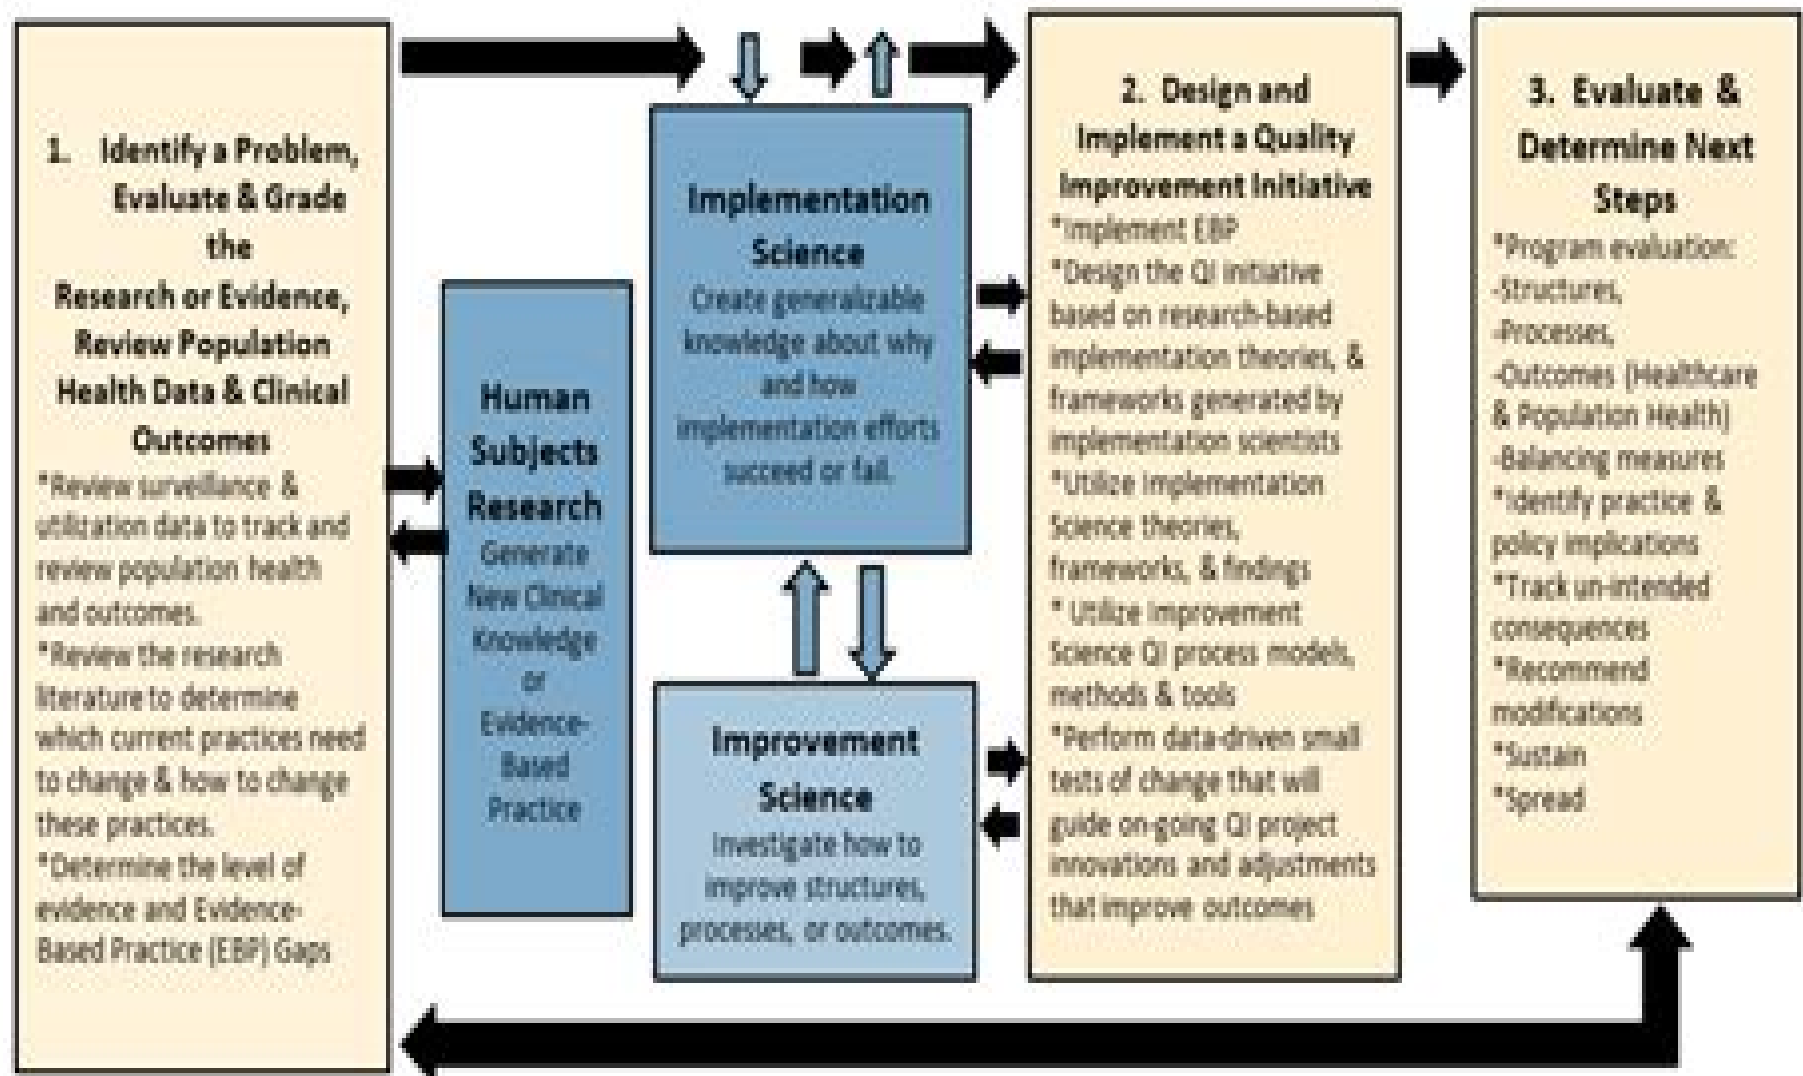 1. Identify a Problem,
Evaluate & Grade
the
Research or Evidence,
Review Population
Health Data & Clinical
Outcomes
*Review surveillance &
utilization data to track and
review population health
and outcomes.
*Review the research
literature to determine
which current practices need
to change & how to change
these practices.
*Determine the level of
evidence and Evidence-
Based Practice (EBP) Gaps
Human
Subjects
Research
Generate
New Clinical
Knowledge
or
Evidence-
Based
Practice
Implementation
Science
Create generalizable
knowledge about why
and how
implementation efforts
succeed or fail.
Improvement
Science
Investigate how to
improve structures,
processes, or outcomes.
2. Design and
Implement a Quality
Improvement Initiative
*Implement EBP
*Design the QI initiative
based on research-based
implementation theories, &
frameworks generated by
implementation scientists
*Utilize Implementation
Science theories,
frameworks, & findings
* Utilize Improvement
Science QI process models,
methods & tools
*Perform data-driven small
tests of change that will
guide on-going QI project
innovations and adjustments
that improve outcomes
3. Evaluate &
Determine Next
Steps
*Program evaluation:
-Structures,
-Processes,
-Outcomes (Healthcare
& Population Health)
-Balancing measures
*Identify practice &
policy implications
*Track un-intended
consequences
*Recommend
modifications
*Sustain
*Spread